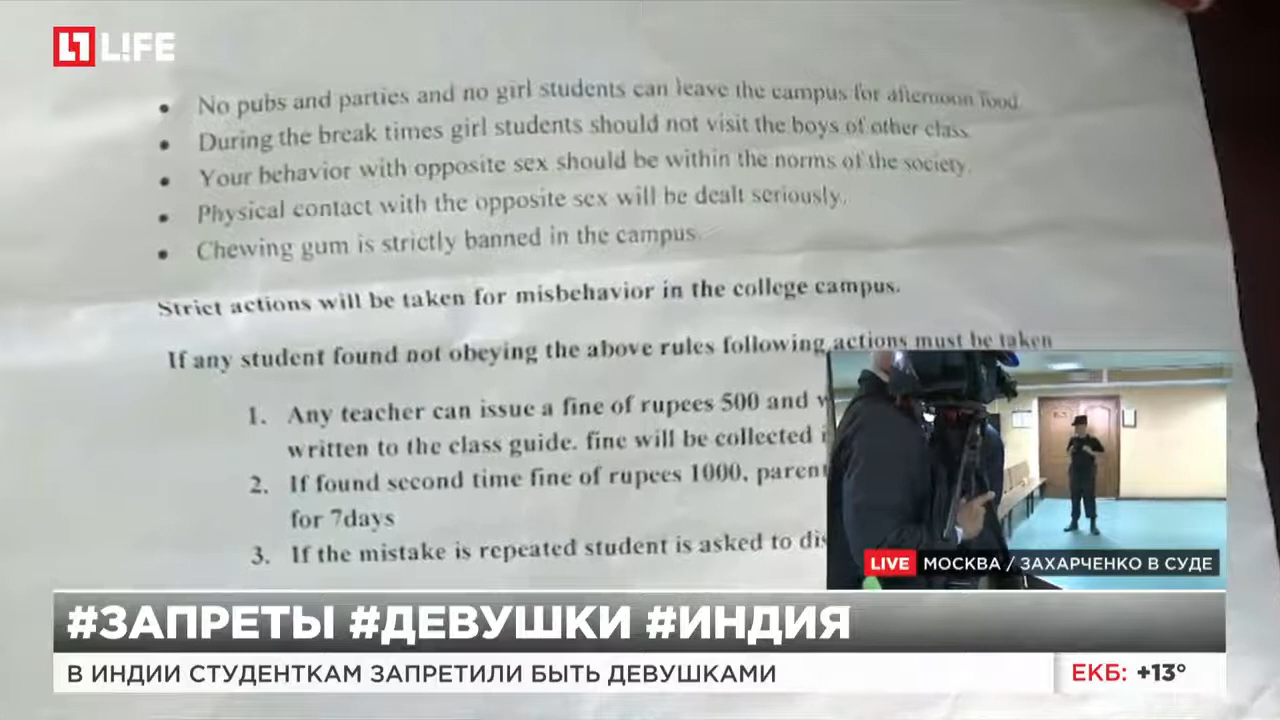 L!FE
No pubs and parties and no girl students can leave the campus for afternoon food
During the break times girl students should not visit the boys of other class
Your behavior with opposite sex should be within the norms of the society.
Physical contact with the opposite sex will be dealt seriously.
Chewing gum is strictly banned in the campus.
Strict actions will be taken for misbehavior in the college campus.
If any student found not obeying the above rules following actions must be taken
1. Any teacher can issue a fine of rupees 500 and
written to the class guide. fine will be collected
2. If found second time fine of rupees 1000, paren
for 7days
3. If the mistake is repeated student is asked to dis
LIVE МОСКВА / ЗАХАРЧЕНКО В СУДЕ
#ЗАПРЕТЫ #ДЕВУШКИ #ИНДИЯ
В ИНДИИ СТУДЕНТКАМ ЗАПРЕТИЛИ БЫТЬ ДЕВУШКАМИ
ЕКБ: +13°